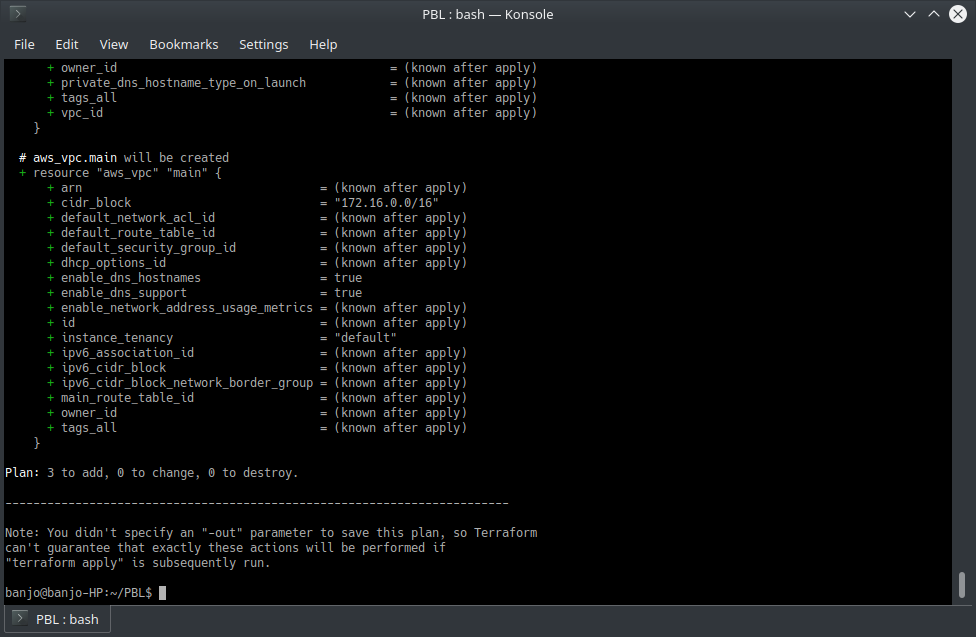 PBL : bash — Konsole
File Edit View Bookmarks Settings Help
+ owner_id = (known after apply)
+ private_dns_hostname_type_on_launch = (known after apply)
+ tags_all = (known after apply)
+ vpc_id = (known after apply)
}
# aws_vpc.main will be created
+ resource "aws_vpc" "main" {
+ arn = (known after apply)
+ cidr_block = "172.16.0.0/16"
+ default_network_acl_id = (known after apply)
+ default_route_table_id = (known after apply)
+ default_security_group_id = (known after apply)
+ dhcp_options_id = (known after apply)
+ enable_dns_hostnames = true
+ enable_dns_support = true
+ enable_network_address_usage_metrics = (known after apply)
+ id = (known after apply)
+ instance_tenancy = "default"
+ ipv6_association_id = (known after apply)
+ ipv6_cidr_block = (known after apply)
+ ipv6_cidr_block_network_border_group = (known after apply)
+ main_route_table_id = (known after apply)
+ owner_id = (known after apply)
+ tags_all = (known after apply)
}
Plan: 3 to add, 0 to change, 0 to destroy.
------------------------------------------------------------------------
Note: You didn't specify an "-out" parameter to save this plan, so Terraform
can't guarantee that exactly these actions will be performed if
"terraform apply" is subsequently run.
banjo@banjo-HP:~/PBL$
PBL : bash